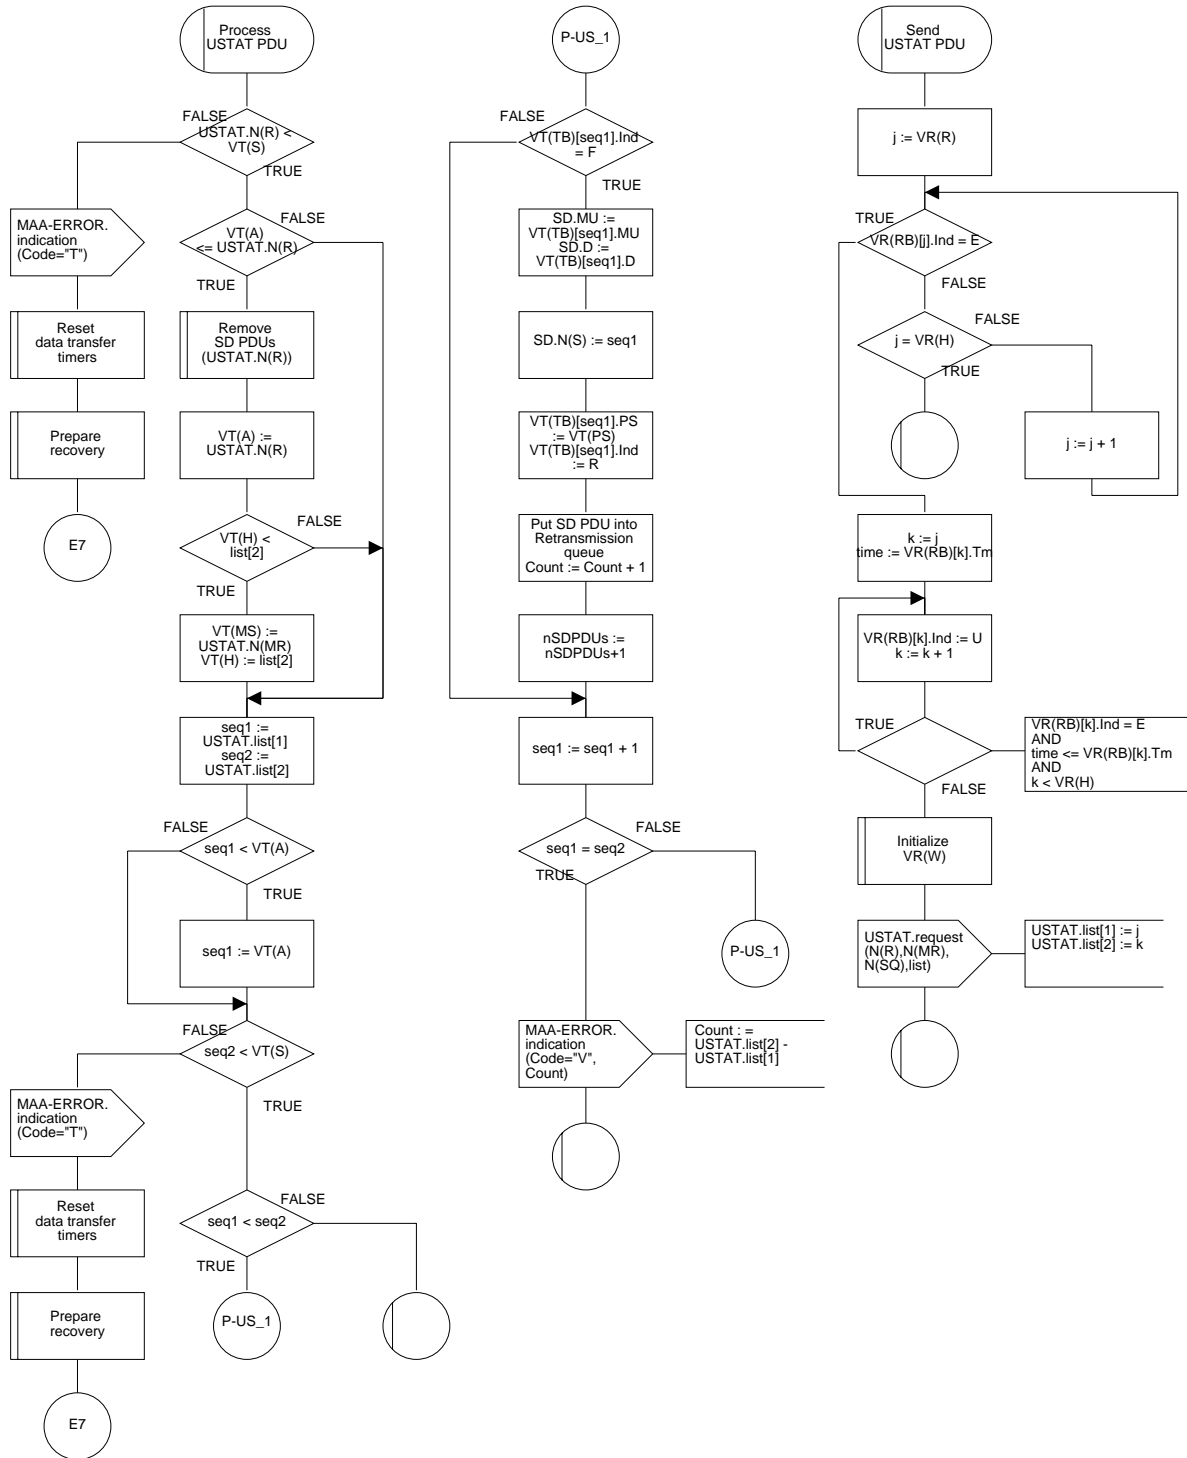 Process
USTAT PDU
FALSE
USTAT.N(R) <
VT(S)
TRUE
MAA-ERROR.
indication
(Code="T")
Reset
data transfer
timers
Prepare
recovery
E7
FALSE
VT(A)
<= USTAT.N(R)
TRUE
Remove
SD PDUs
(USTAT.N(R))
VT(A) :=
USTAT.N(R)
FALSE
VT(H) <
list[2]
TRUE
VT(MS) :=
USTAT.N(MR)
VT(H) := list[2]
seq1 :=
USTAT.list[1]
seq2 :=
USTAT.list[2]
FALSE
seq1 < VT(A)
TRUE
seq1 := VT(A)
FALSE
seq2 < VT(S)
TRUE
MAA-ERROR.
indication
(Code="T")
Reset
data transfer
timers
Prepare
recovery
E7
FALSE
seq1 < seq2
TRUE
P-US_1
P-US_1
FALSE
VT(TB)[seq1].Ind
= F
TRUE
SD.MU :=
VT(TB)[seq1].MU
SD.D :=
VT(TB)[seq1].D
SD.N(S) := seq1
VT(TB)[seq1].PS
:= VT(PS)
VT(TB)[seq1].Ind
:= R
Put SD PDU into
Retransmission
queue
Count := Count + 1
nSDPDUs :=
nSDPDUs+1
seq1 := seq1 + 1
FALSE
seq1 = seq2
TRUE
P-US_1
MAA-ERROR.
indication
(Code="V",
Count)
Count : =
USTAT.list[2] -
USTAT.list[1]
Send
USTAT PDU
j := VR(R)
TRUE
VR(RB)[j].Ind = E
FALSE
FALSE
j = VR(H)
TRUE
j := j + 1
k := j
time := VR(RB)[k].Tm
VR(RB)[k].Ind := U
k := k + 1
TRUE
FALSE
VR(RB)[k].Ind = E
AND
time <= VR(RB)[k].Tm
AND
k < VR(H)
Initialize
VR(W)
USTAT.request
(N(R),N(MR),
N(SQ),list)
USTAT.list[1] := j
USTAT.list[2] := k